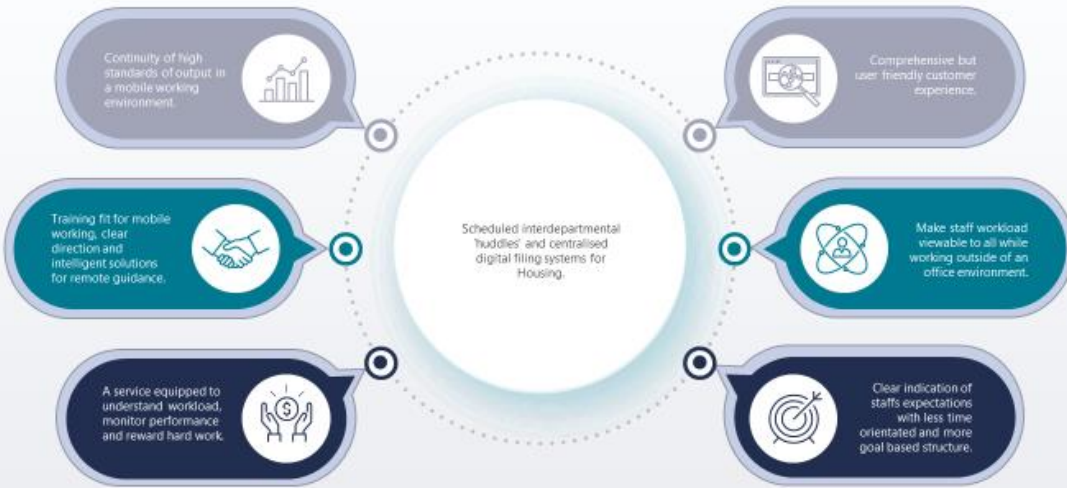 Continuity of high
standards of output in
a mobile working
environment.
Comprehensive but
user friendly customer
experience.
Training fit for mobile
working, clear
direction and
intelligent solutions
for remote guidance.
Scheduled interdepartmental
'huddles' and centralised
digital filing systems for
Housing.
Make staff workload
viewable to all while
working outside of an
office environment.
A service equipped to
understand workload,
monitor performance
and reward hard work.
$
Clear indication of
staffs expectations
with less time
orientated and more
goal based structure.